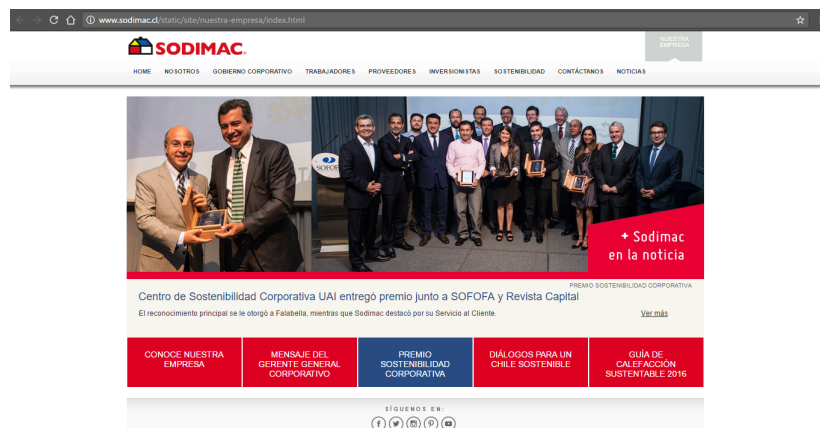 www.sodimac.cl/static/site/nuestra-empresa/index.html
SODIMAC.
NUESTRA
EMPRESA
HOME NOSOTROS GOBIERNO CORPORATIVO TRABAJADORES PROVEEDORES INVERSIONISTAS SOSTENIBILIDAD CONTÁCTANOS NOTICIAS
SOFOFA
+ Sodimac
en la noticia
PREMIO SOSTENIBILIDAD CORPORATIVA
Centro de Sostenibilidad Corporativa UAI entregó premio junto a SOFOFA y Revista Capital
El reconocimiento principal se le otorgó a Falabella, mientras que Sodimac destacó por su Servicio al Cliente. Ver más
CONOCE NUESTRA
EMPRESA
MENSAJE DEL
GERENTE GENERAL
CORPORATIVO
PREMIO
SOSTENIBILIDAD
CORPORATIVA
DIÁLOGOS PARA UN
CHILE SOSTENIBLE
GUÍA DE
CALEFACCIÓN
SUSTENTABLE 2016
SÍGUENOS EN: